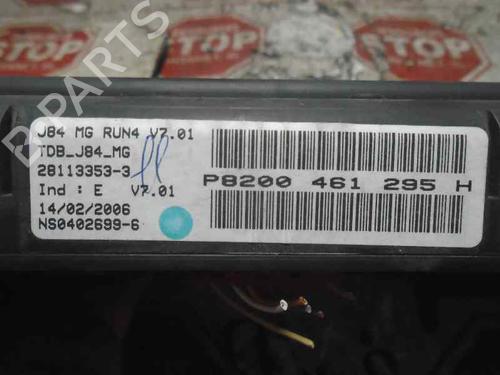 STOP
STOP
STOP
B-PARTS
J84 MG RUN4 V7.01
TDB_J84_MG
28113353-3
Ind : E V7.01
14/02/2006
NS0402699-6
P8200 461 295 H